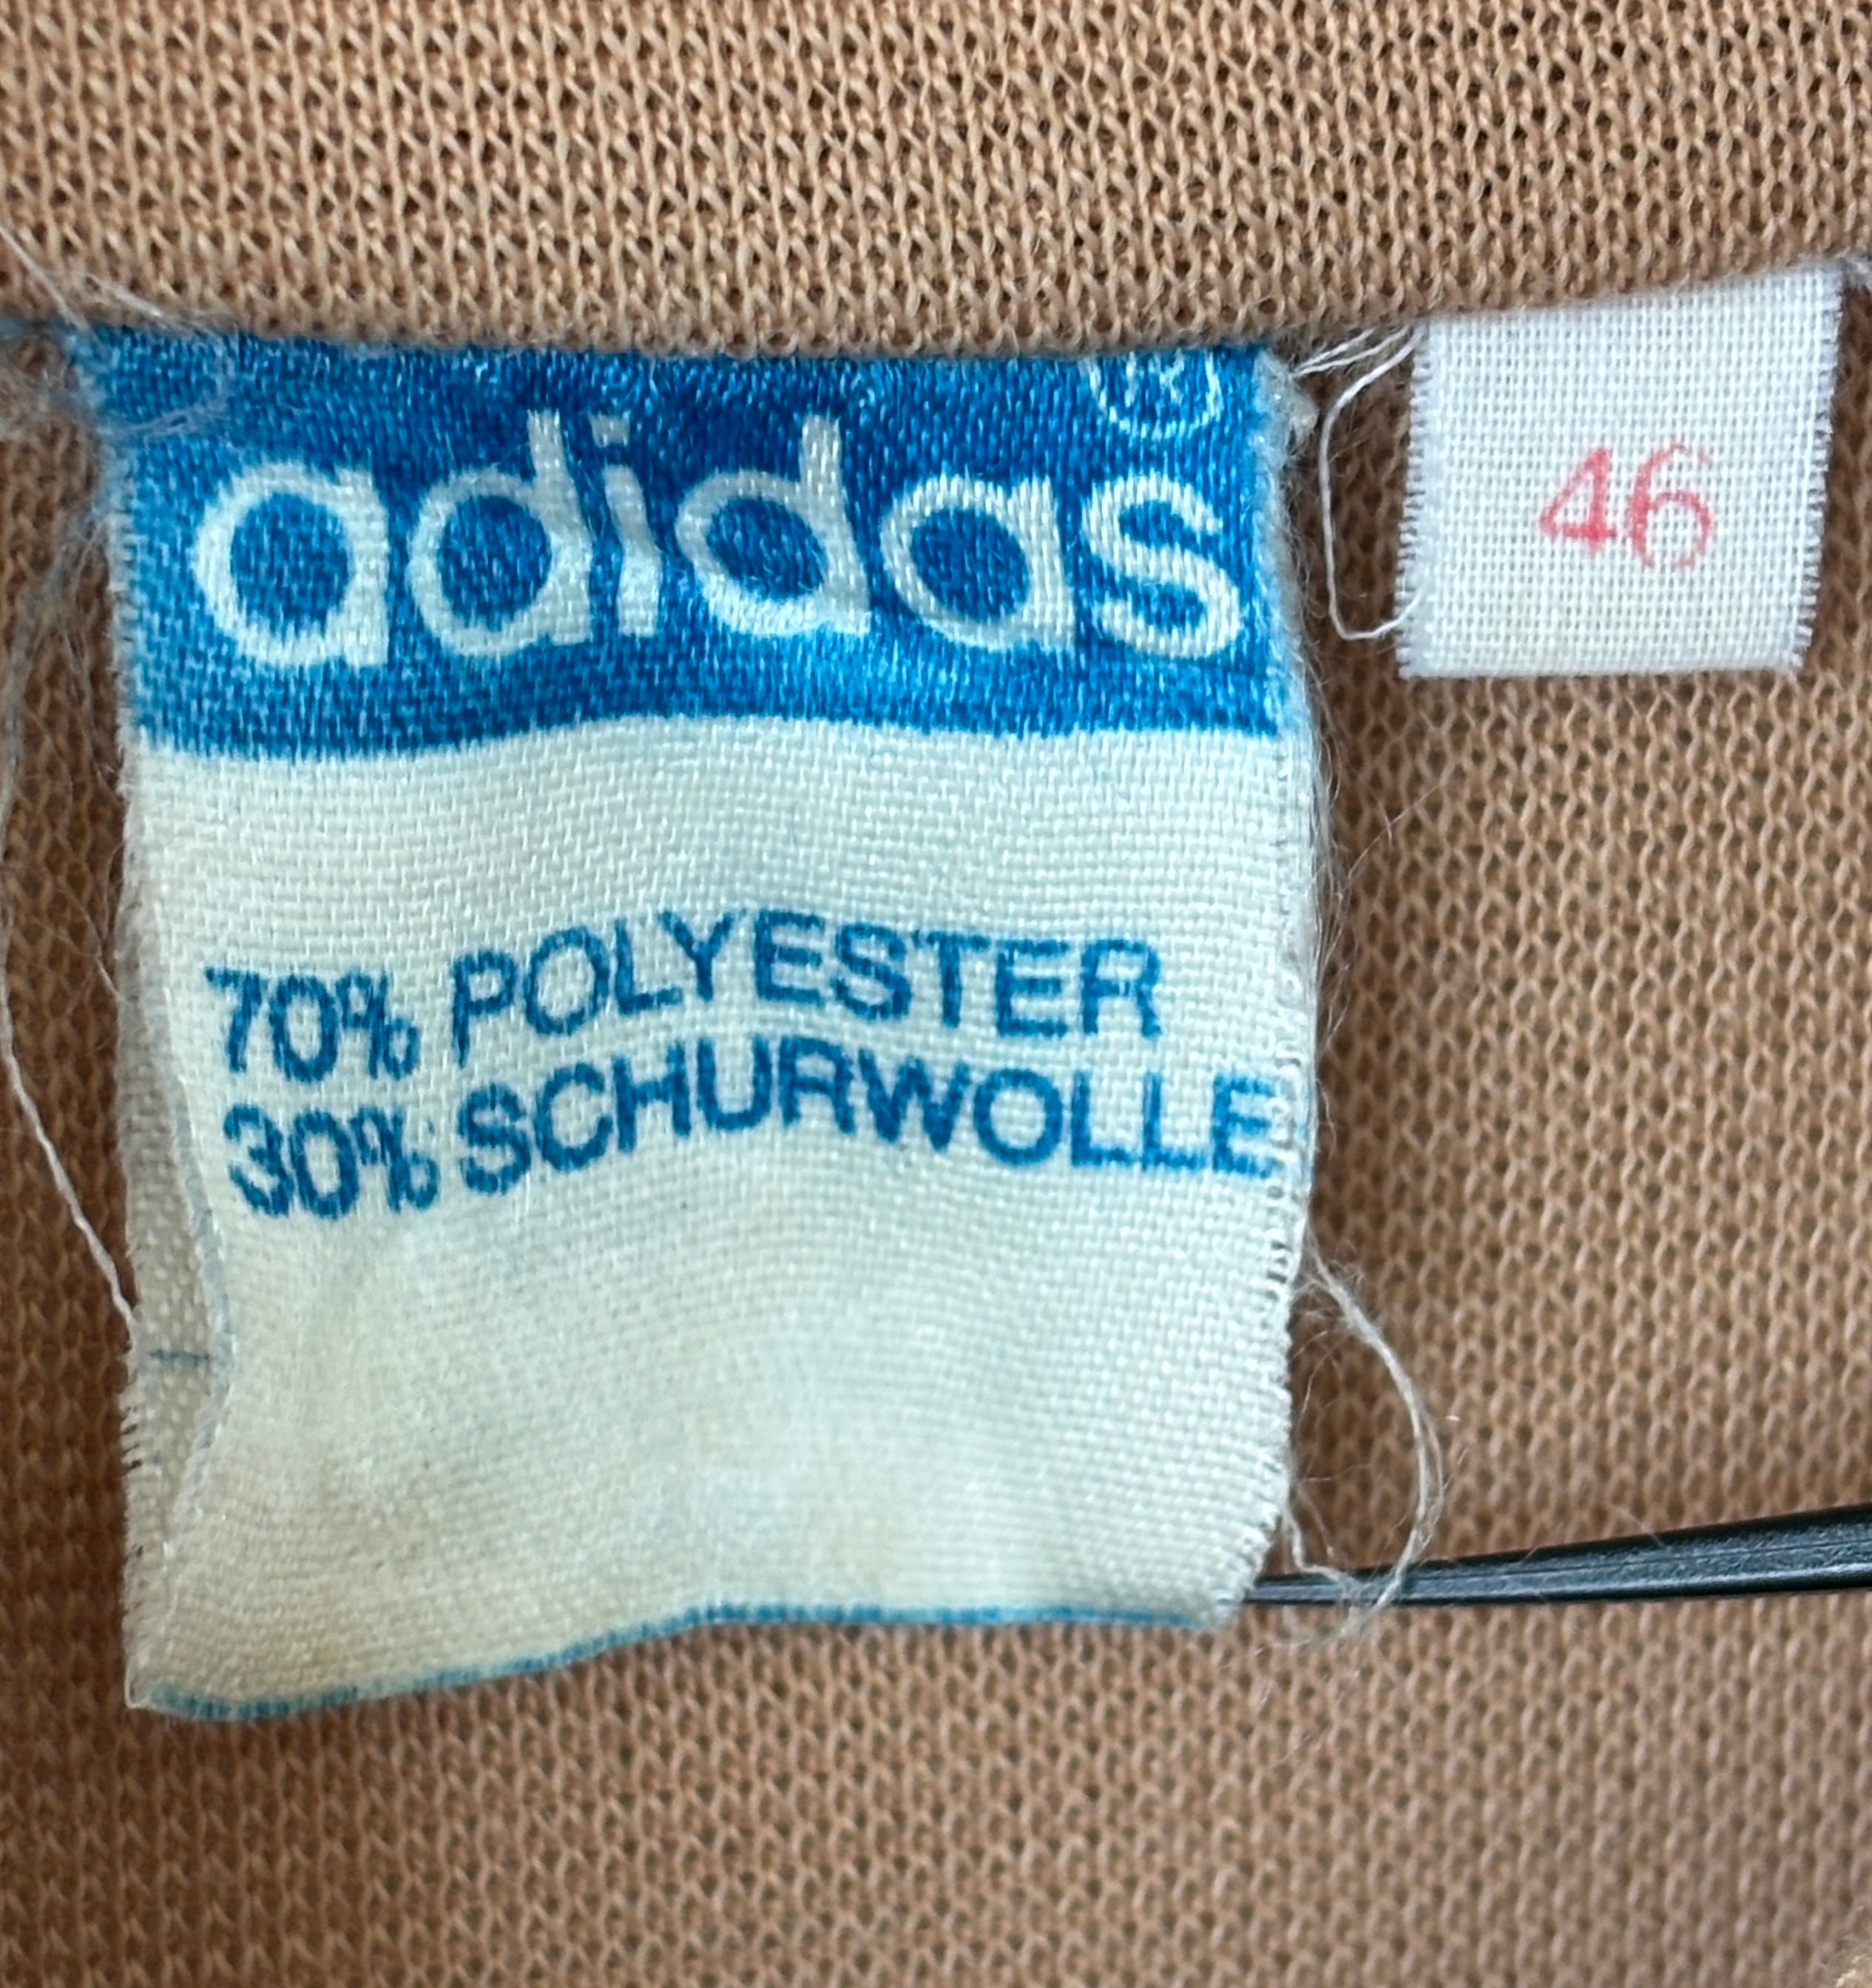 ®
adidas
46
70% POLYESTER
30% SCHURWOLLE